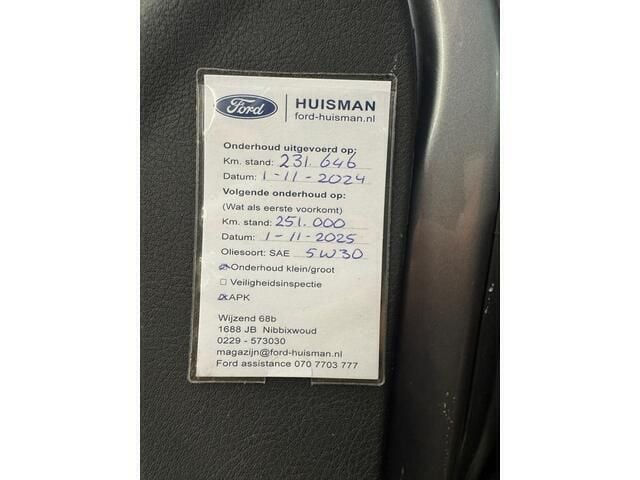 Ford
HUISMAN
ford-huisman.nl
Onderhoud uitgevoerd op:
Km. stand: 231.646
Datum: 1-11-2024
Volgende onderhoud op:
(Wat als eerste voorkomt)
Km. stand: 251.000
Datum: 1-11-2025
Oliesoort: SAE 5W30
Onderhoud klein/groot
Veiligheidsinspectie
APK
Wijzend 68b
1688 JB Nibbixwoud
0229 - 573030
magazijn@ford-huisman.nl
Ford assistance 070 7703 777